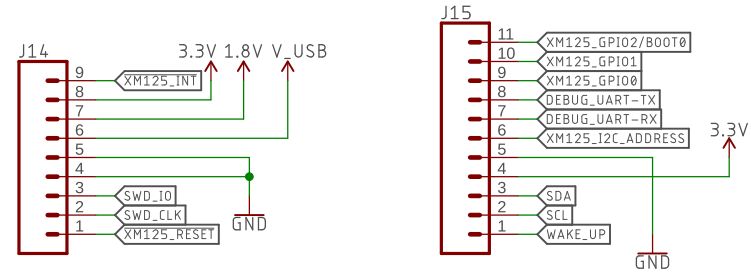 J14
3.3V 1.8V V_USB
9 XM125_INT
8
7
6
5
4
3 SWD_IO
2 SWD_CLK
1 XM125_RESET
GND
J15
11 XM125_GPIO2/BOOT0
10 XM125_GPIO1
9 XM125_GPIO0
8 DEBUG_UART-TX
7 DEBUG_UART-RX
6 XM125_I2C_ADDRESS
3.3V
5
4
3 SDA
2 SCL
1 WAKE_UP
GND